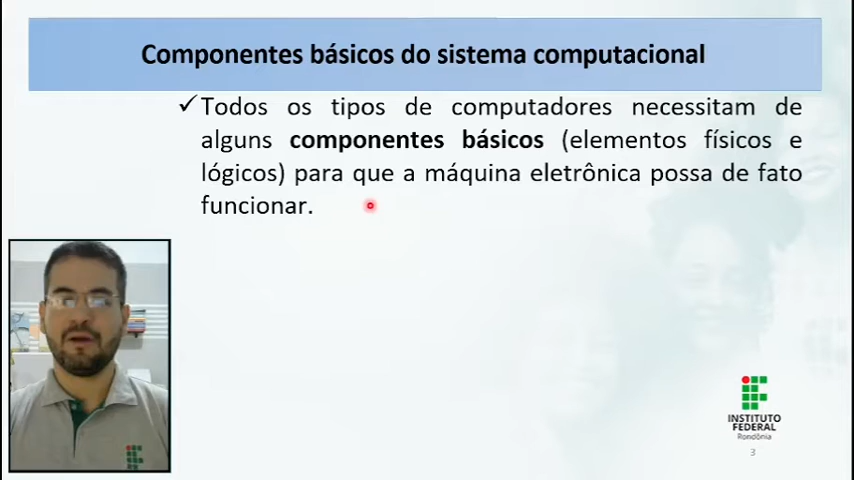 Componentes básicos do sistema computacional
✓Todos os tipos de computadores necessitam de
alguns componentes básicos (elementos físicos e
lógicos) para que a máquina eletrônica possa de fato
funcionar.
INSTITUTO
FEDERAL
Rondônia
3